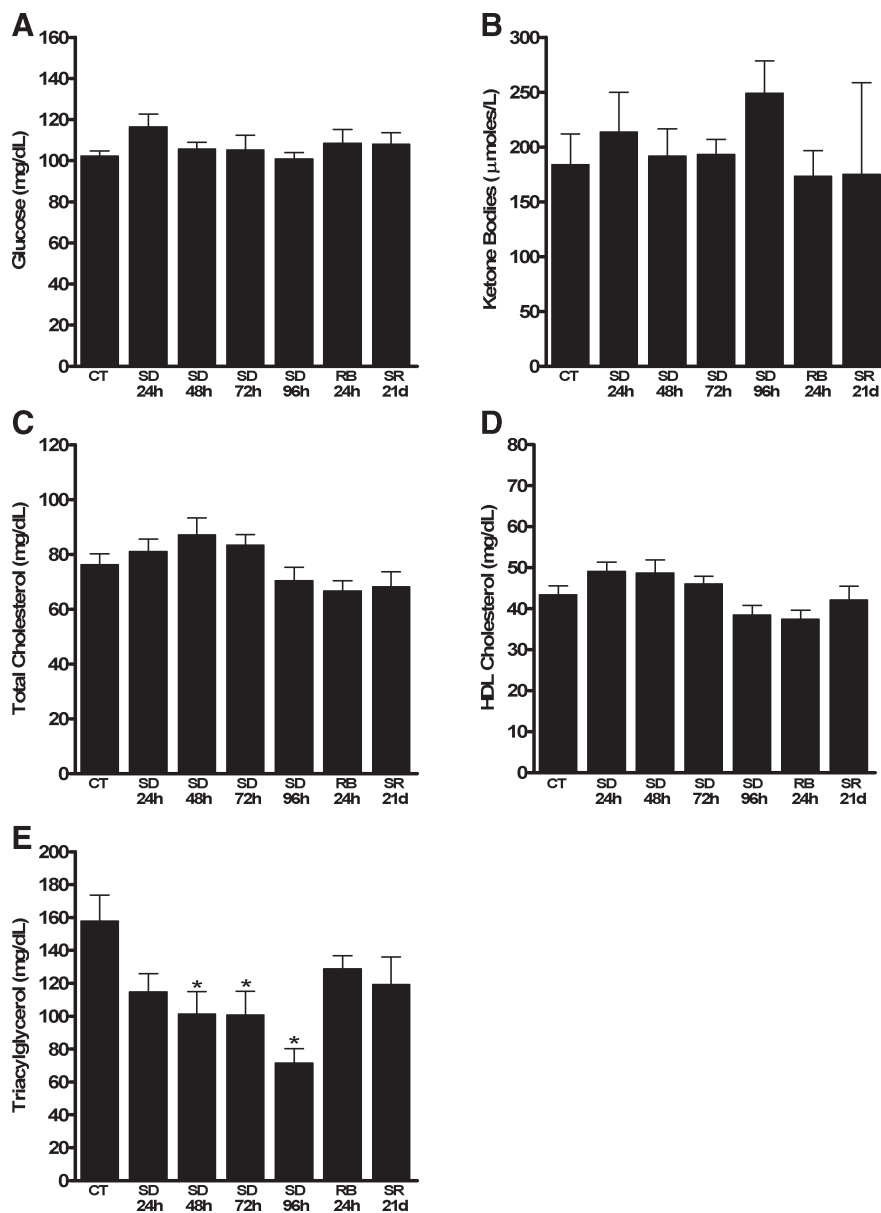 A
Glucose (mg/dL)
160
140
120
100
80
60
40
20
0
CT SD SD SD SD RB SR
24h 48h 72h 96h 24h 21d
B
Ketone Bodies ( μmoles/L)
300
250
200
150
100
50
0
CT SD SD SD SD RB SR
24h 48h 72h 96h 24h 21d
C
Total Cholesterol (mg/dL)
120
100
80
60
40
20
0
CT SD SD SD SD RB SR
24h 48h 72h 96h 24h 21d
D
HDL Cholesterol (mg/dL)
80
70
60
50
40
30
20
10
0
CT SD SD SD SD RB SR
24h 48h 72h 96h 24h 21d
E
Triacylglycerol (mg/dL)
200
180
160
140
120
100
80
60
40
20
0
* * *
CT SD SD SD SD RB SR
24h 48h 72h 96h 24h 21d